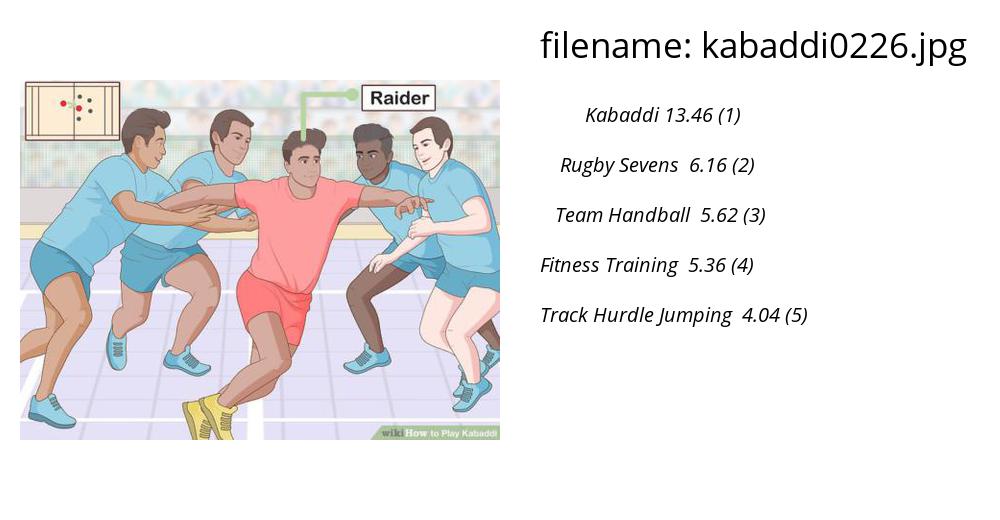 filename: kabaddi0226.jpg
Raider
Kabaddi 13.46 (1)
Rugby Sevens 6.16 (2)
Team Handball 5.62 (3)
Fitness Training 5.36 (4)
Track Hurdle Jumping 4.04 (5)
wikiHow to Play Kabaddi